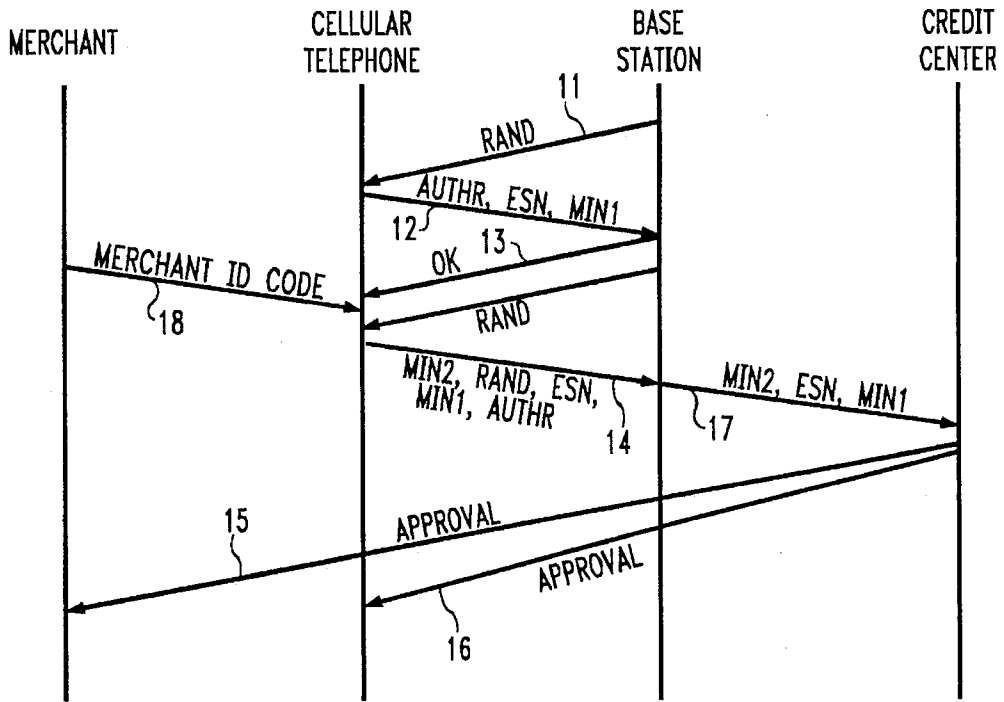 MERCHANT
CELLULAR
TELEPHONE
BASE
STATION
CREDIT
CENTER
11
RAND
AUTHR, ESN, MIN1
12
13
OK
MERCHANT ID CODE
18
RAND
MIN2, RAND, ESN,
MIN1, AUTHR
14
MIN2, ESN, MIN1
17
15
APPROVAL
APPROVAL
16